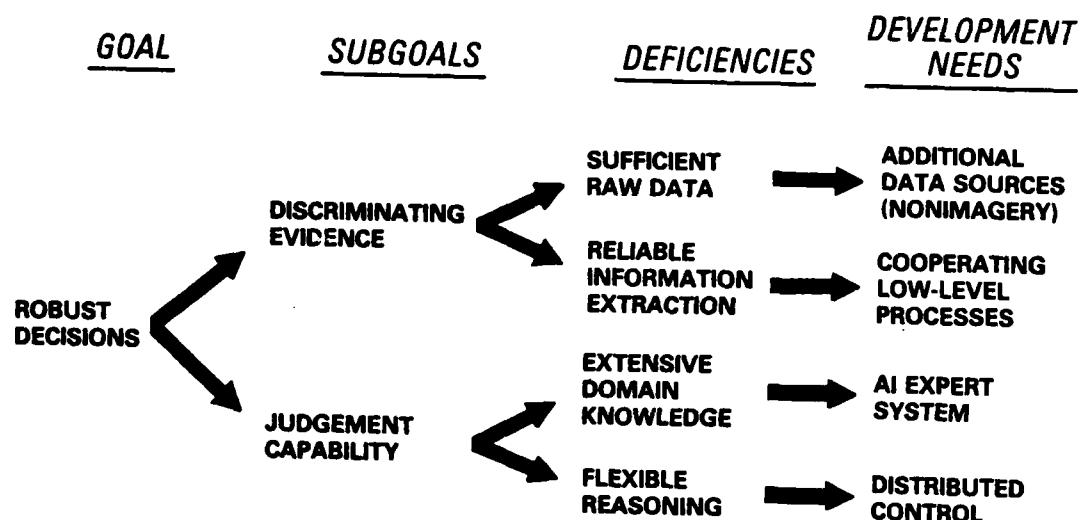 GOAL
SUBGOALS
DEFICIENCIES
DEVELOPMENT
NEEDS
SUFFICIENT
RAW DATA
ADDITIONAL
DATA SOURCES
(NONIMAGERY)
DISCRIMINATING
EVIDENCE
RELIABLE
INFORMATION
EXTRACTION
COOPERATING
LOW-LEVEL
PROCESSES
ROBUST
DECISIONS
EXTENSIVE
DOMAIN
KNOWLEDGE
AI EXPERT
SYSTEM
JUDGEMENT
CAPABILITY
FLEXIBLE
REASONING
DISTRIBUTED
CONTROL